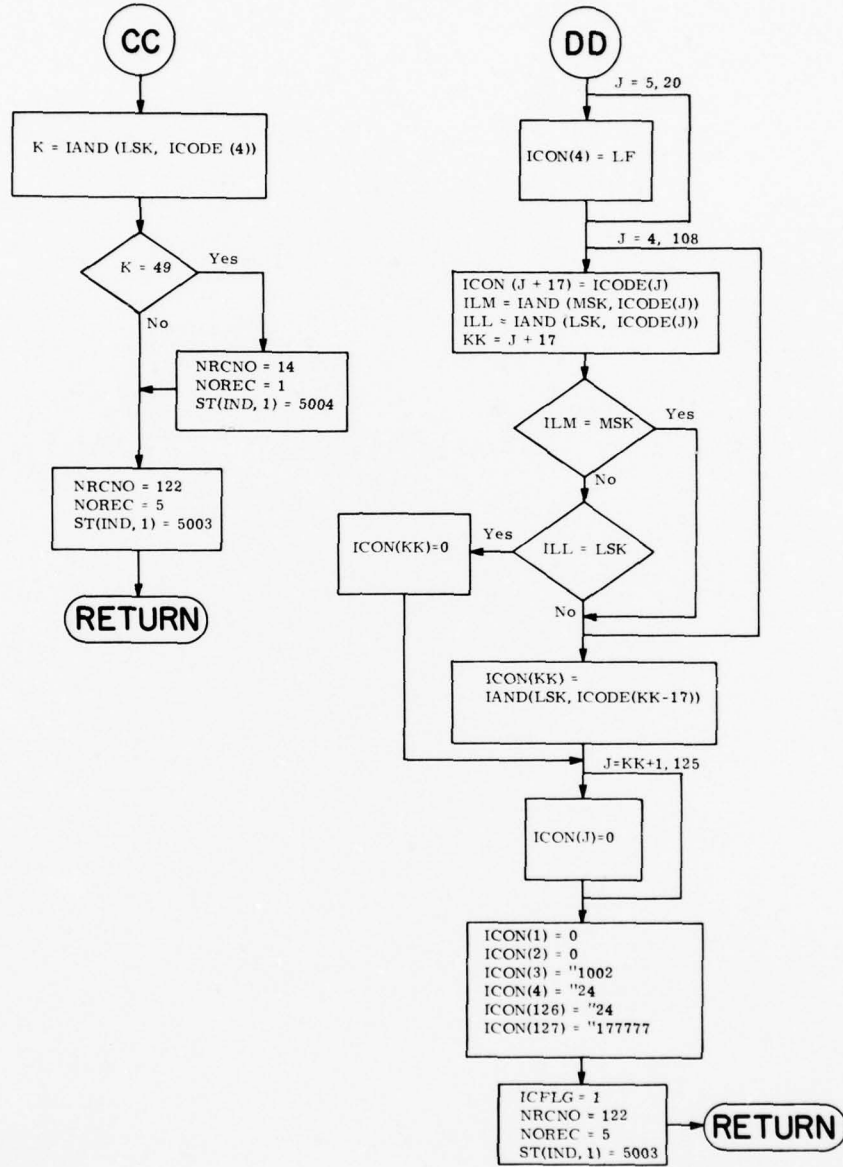 CC
K = IAND (LSK, ICODE (4))
K = 49
Yes
No
NRCNO = 14
NOREC = 1
ST(IND, 1) = 5004
NRCNO = 122
NOREC = 5
ST(IND, 1) = 5003
RETURN
DD
J = 5, 20
ICON(4) = LF
J = 4, 108
ICON (J + 17) = ICODE(J)
ILM = IAND (MSK, ICODE(J))
ILL = IAND (LSK, ICODE(J))
KK = J + 17
ILM = MSK
Yes
No
ILL = LSK
Yes
ICON(KK)=0
No
ICON(KK) =
IAND(LSK, ICODE(KK-17))
J=KK+1, 125
ICON(J)=0
ICON(1) = 0
ICON(2) = 0
ICON(3) = "1002
ICON(4) = "24
ICON(126) = "24
ICON(127) = "177777
ICFLG = 1
NRCNO = 122
NOREC = 5
ST(IND, 1) = 5003
RETURN